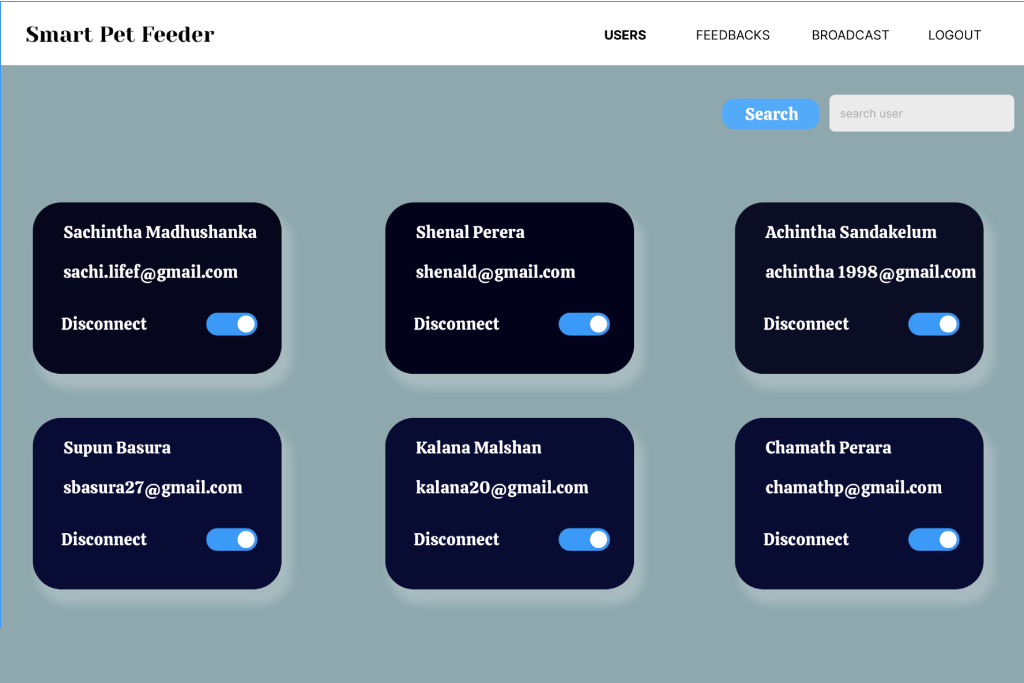 Smart Pet Feeder USERS FEEDBACKS BROADCAST LOGOUT
Search search user
Sachintha Madhushanka
sachi.lifef@gmail.com
Disconnect
Shenal Perera
shenald@gmail.com
Disconnect
Achintha Sandakelum
achintha 1998@gmail.com
Disconnect
Supun Basura
sbasura27@gmail.com
Disconnect
Kalana Malshan
kalana20@gmail.com
Disconnect
Chamath Perara
chamathp@gmail.com
Disconnect